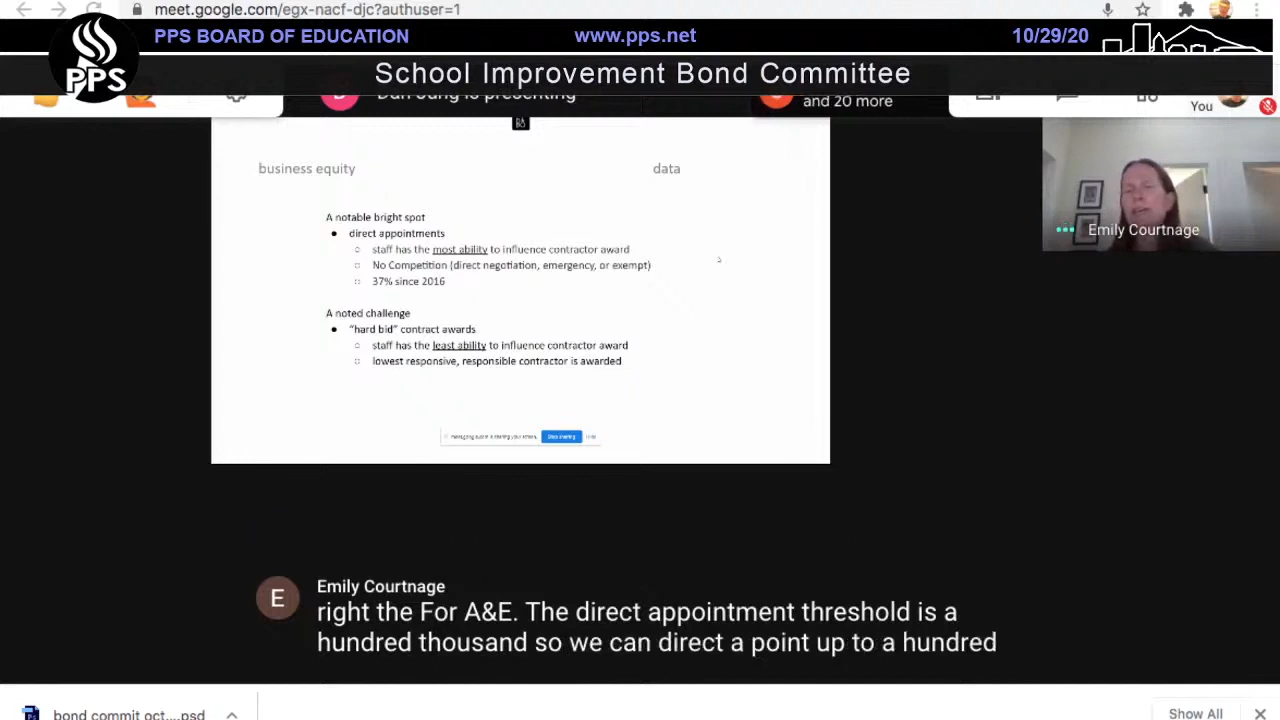 meet.google.com/egx-nacf-djc?authuser=1
PPS BOARD OF EDUCATION
www.pps.net
10/29/20
PPS
School Improvement Bond Committee
is presenting
and 20 more
You
business equity
data
A notable bright spot
direct appointments
staff has the most ability to influence contractor award
No Competition (direct negotiation, emergency, or exempt)
37% since 2016
A noted challenge
"hard bid" contract awards
staff has the least ability to influence contractor award
lowest responsive, responsible contractor is awarded
Stop sharing
Hide
Emily Courtnage
E
Emily Courtnage
right the For A&E. The direct appointment threshold is a
hundred thousand so we can direct a point up to a hundred
bond commit oct....psd
Show All